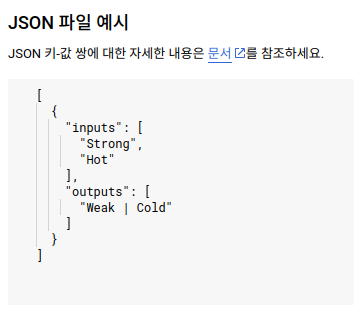 JSON 파일 예시
JSON 키-값 쌍에 대한 자세한 내용은 문서를 참조하세요.
[
  {
    "inputs": [
      "Strong",
      "Hot"
    ],
    "outputs": [
      "Weak | Cold"
    ]
  }
]